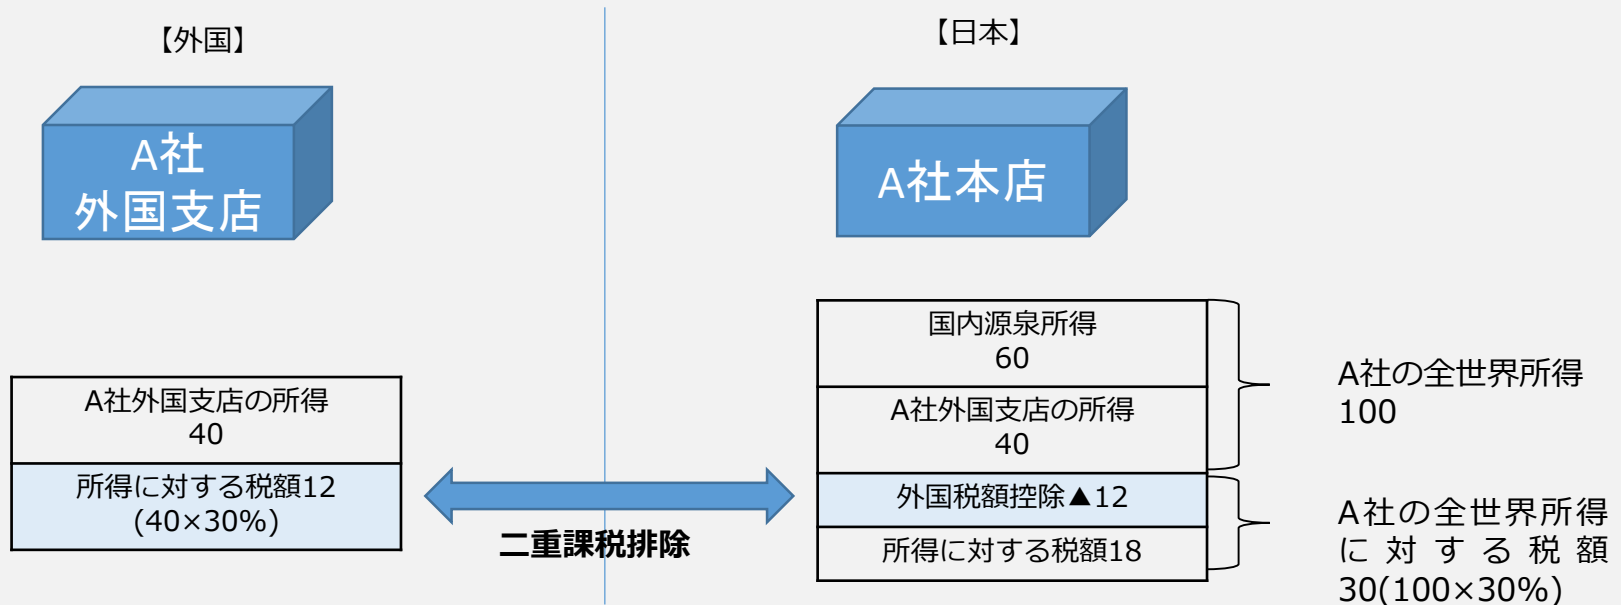 【外国】
【日本】
A社
外国支店
A社本店
国内源泉所得
60
A社外国支店の所得
40
A社の全世界所得
100
A社外国支店の所得
40
所得に対する税額12
(40×30%)
二重課税排除
外国税額控除▲12
所得に対する税額18
A社の全世界所得
に対する税額
30(100×30%)